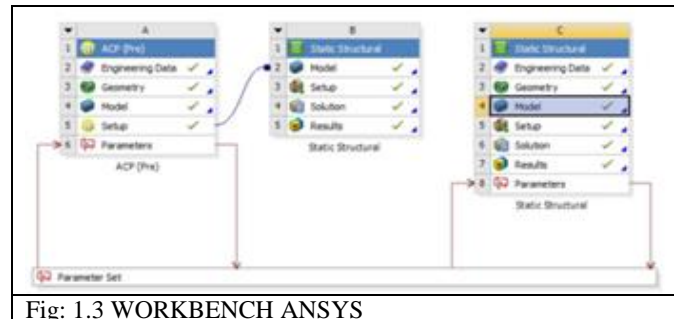 A
1 ACP (Pre)
2 Engineering Data
3 Geometry
4 Model
5 Setup
6 Parameters
ACP (Pre)
B
1 Static Structural
2 Model
3 Setup
4 Solution
5 Results
Static Structural
C
1 Static Structural
2 Engineering Data
3 Geometry
4 Model
5 Setup
6 Solution
7 Results
8 Parameters
Static Structural
Parameter Set
Fig: 1.3 WORKBENCH ANSYS